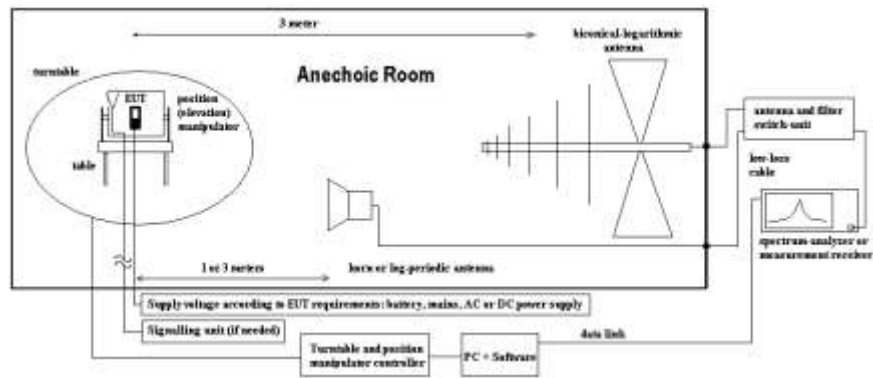 3 meter
biconical-logarithmic
antenna
turntable
Anechoic Room
EUT
position
(elevation)
manipulator
antenna and filter
switch-unit
table
low-loss
cable
spectrum-analyzer or
measurement receiver
1 or 3 meters
horn or log-periodic antenna
Supply voltage according to EUT requirements: battery, mains, AC or DC power supply
Signalling unit (if needed)
data link
Turntable and position
manipulator controller
PC + Software